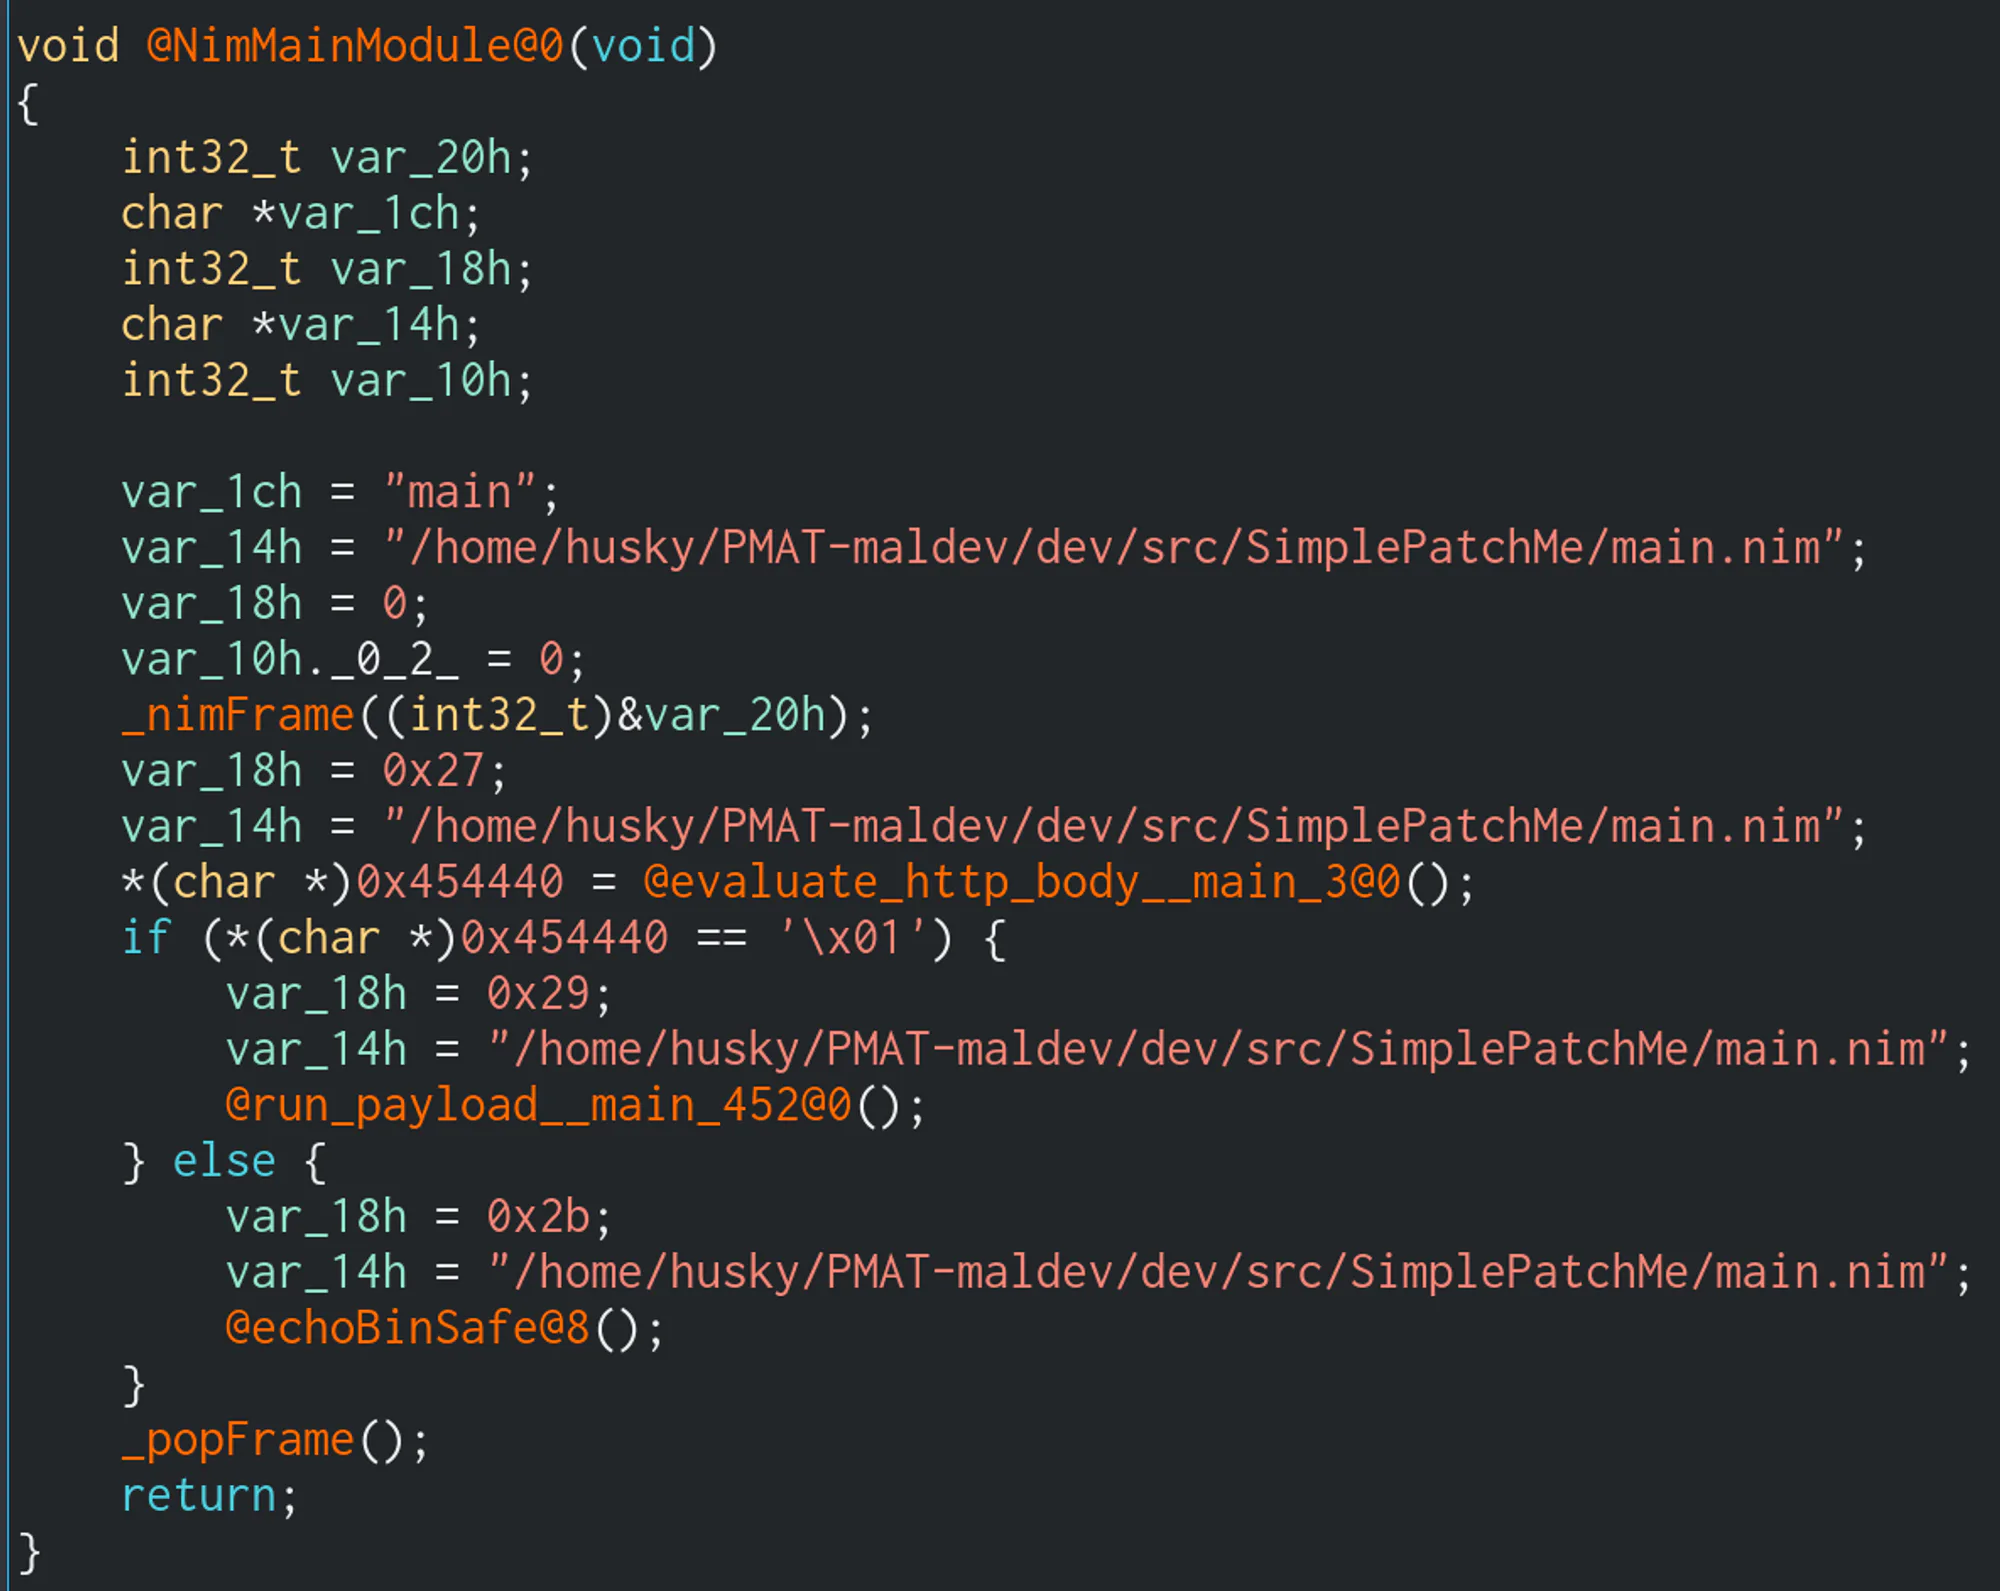 void @NimMainModule@0(void)
{
    int32_t var_20h;
    char *var_1ch;
    int32_t var_18h;
    char *var_14h;
    int32_t var_10h;

    var_1ch = "main";
    var_14h = "/home/husky/PMAT-maldev/dev/src/SimplePatchMe/main.nim";
    var_18h = 0;
    var_10h._0_2_ = 0;
    _nimFrame((int32_t)&var_20h);
    var_18h = 0x27;
    var_14h = "/home/husky/PMAT-maldev/dev/src/SimplePatchMe/main.nim";
    *(char *)0x454440 = @evaluate_http_body__main_3@0();
    if (*(char *)0x454440 == '\x01') {
        var_18h = 0x29;
        var_14h = "/home/husky/PMAT-maldev/dev/src/SimplePatchMe/main.nim";
        @run_payload__main_452@0();
    } else {
        var_18h = 0x2b;
        var_14h = "/home/husky/PMAT-maldev/dev/src/SimplePatchMe/main.nim";
        @echoBinSafe@8();
    }
    _popFrame();
    return;
}